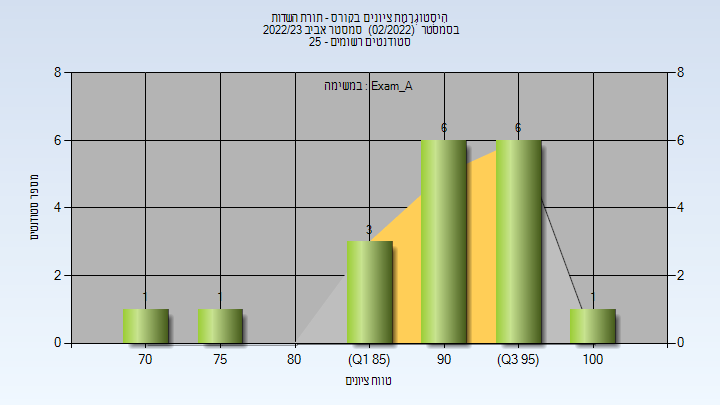 היסטוגרמת ציונים בקורס - תורת השדות
בסמסטר (02/2022) סמסטר אביב 2022/23
סטודנטים רשומים - 25
במשימה : Exam_A
מספר סטודנטים
8
6
4
2
0
8
6
4
2
0
1
1
3
6
6
1
70
75
80
(Q1 85)
90
(Q3 95)
100
טווח ציונים